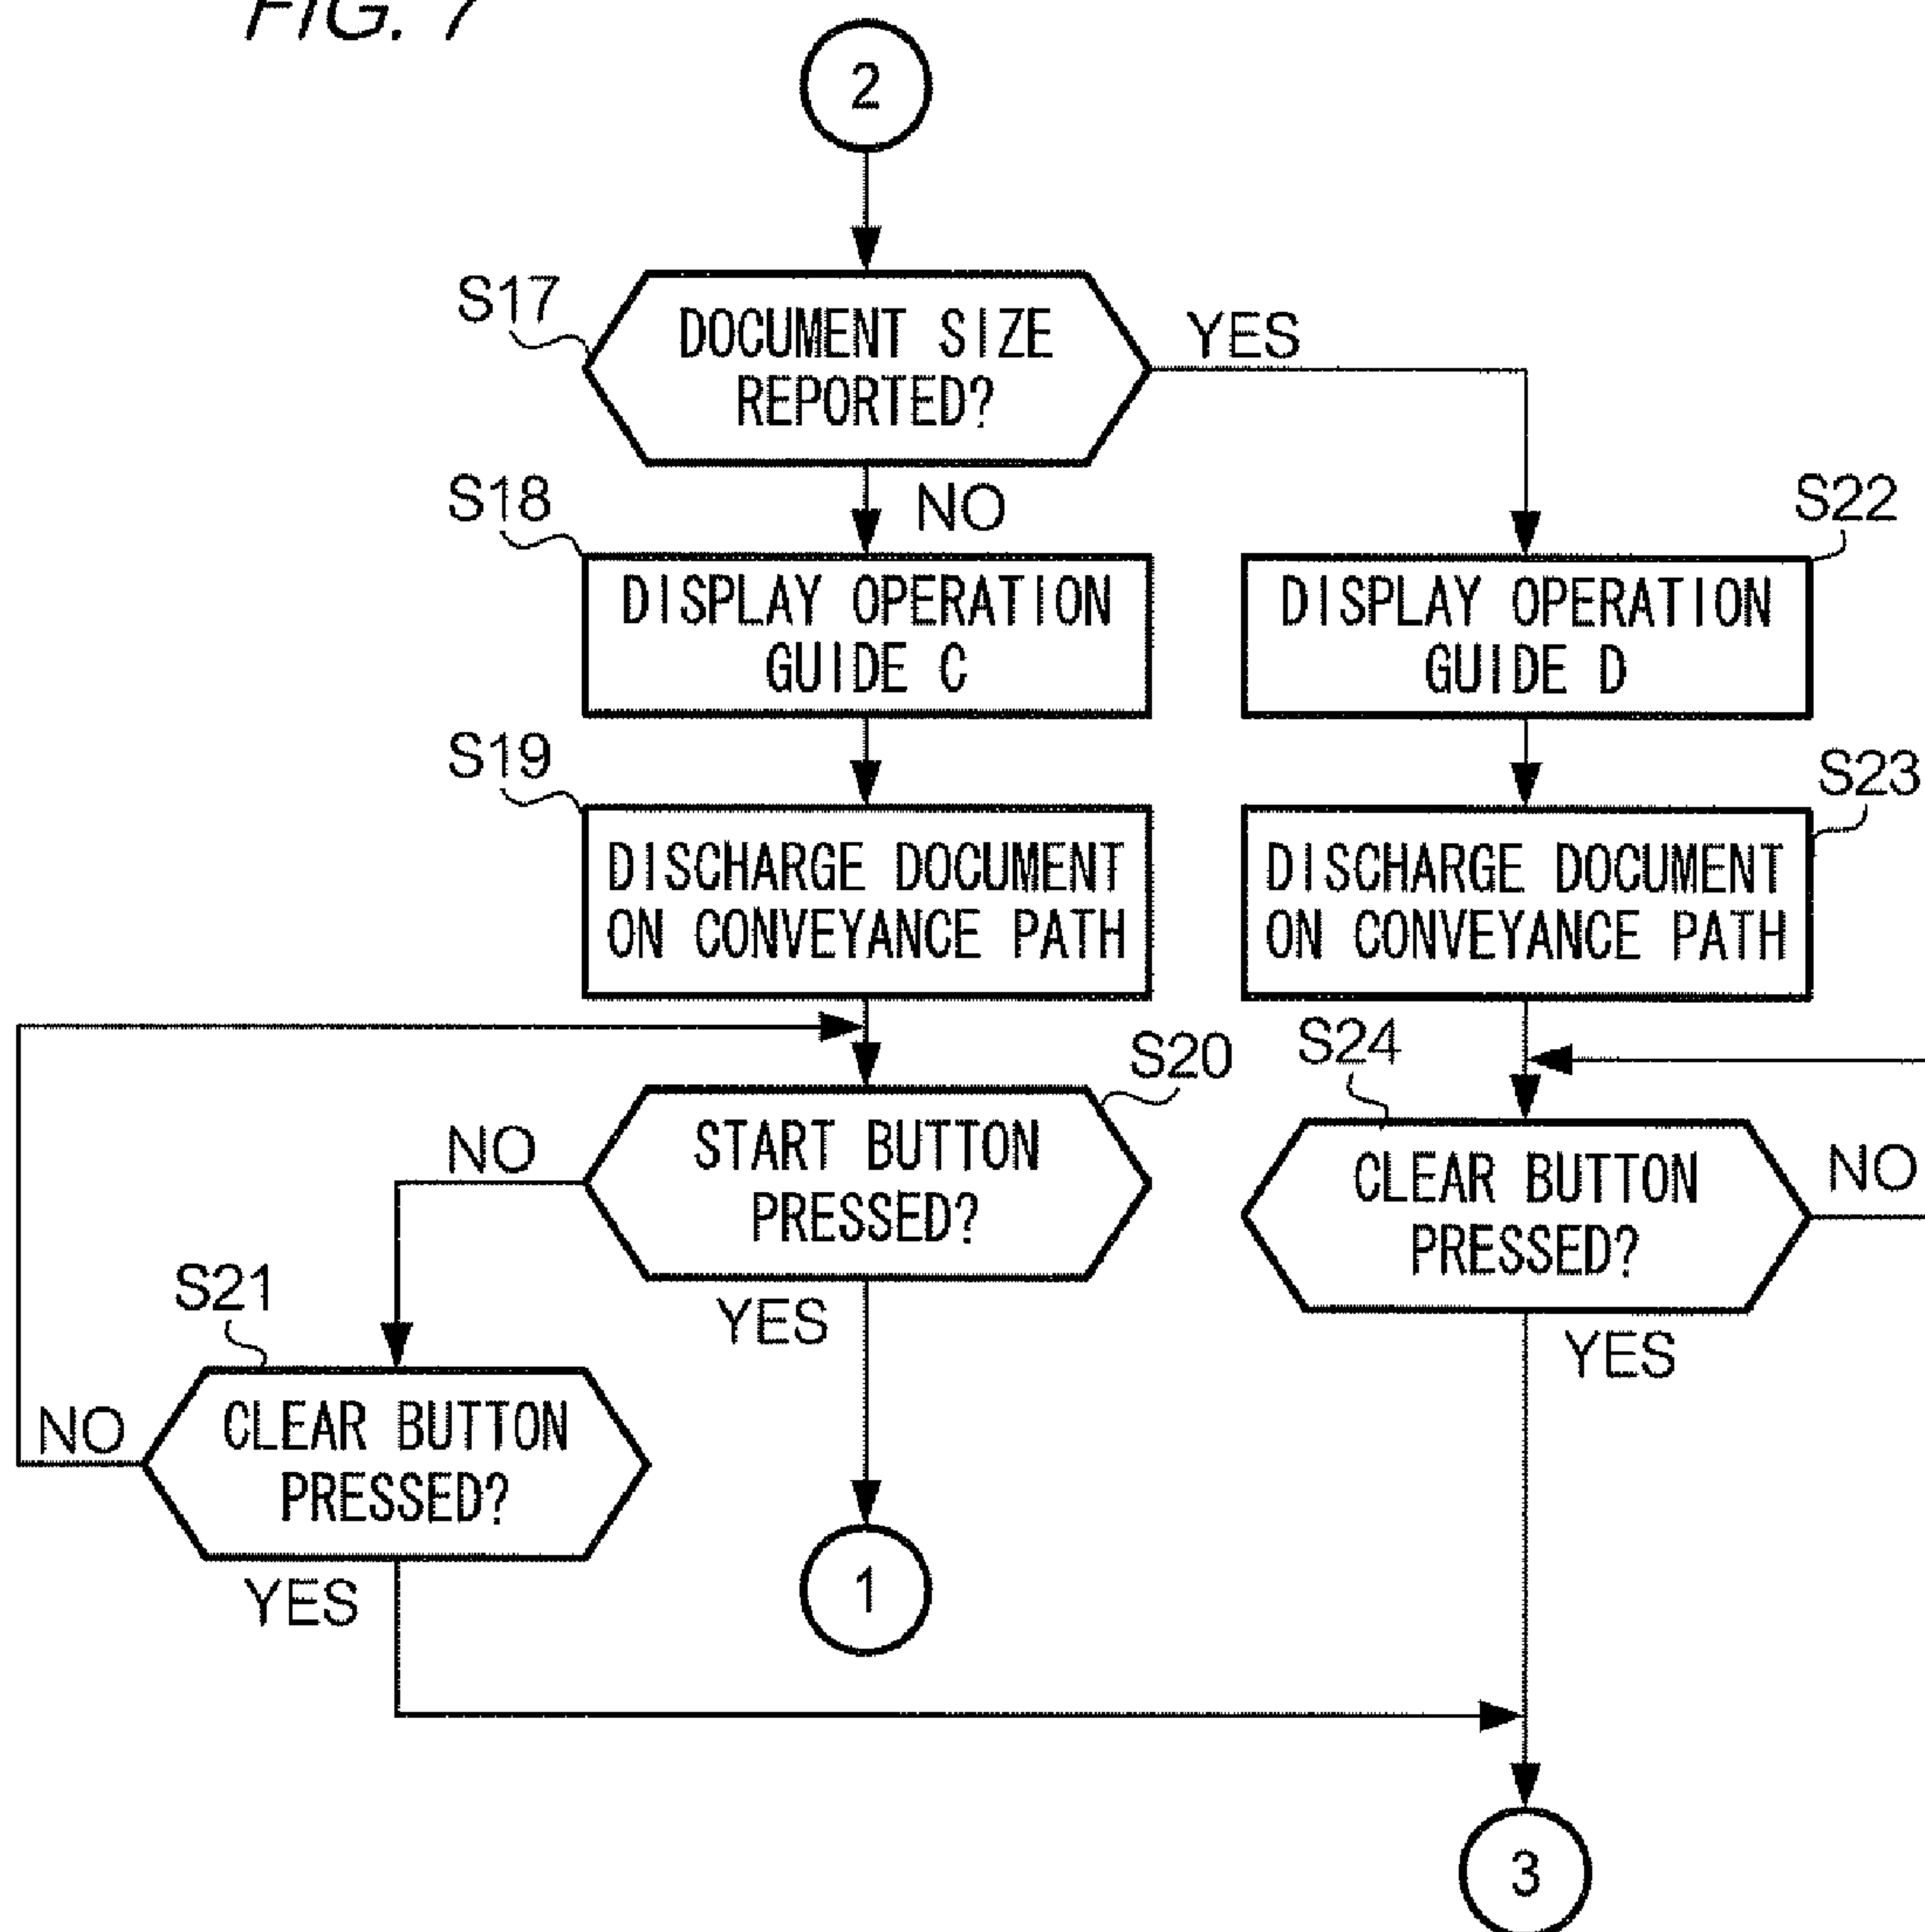 FIG. 7
2
S17
DOCUMENT SIZE
REPORTED?
YES
NO
S18
DISPLAY OPERATION
GUIDE C
S22
DISPLAY OPERATION
GUIDE D
S19
DISCHARGE DOCUMENT
ON CONVEYANCE PATH
S23
DISCHARGE DOCUMENT
ON CONVEYANCE PATH
S20
START BUTTON
PRESSED?
NO
YES
S24
CLEAR BUTTON
PRESSED?
NO
YES
S21
CLEAR BUTTON
PRESSED?
NO
YES
1
3